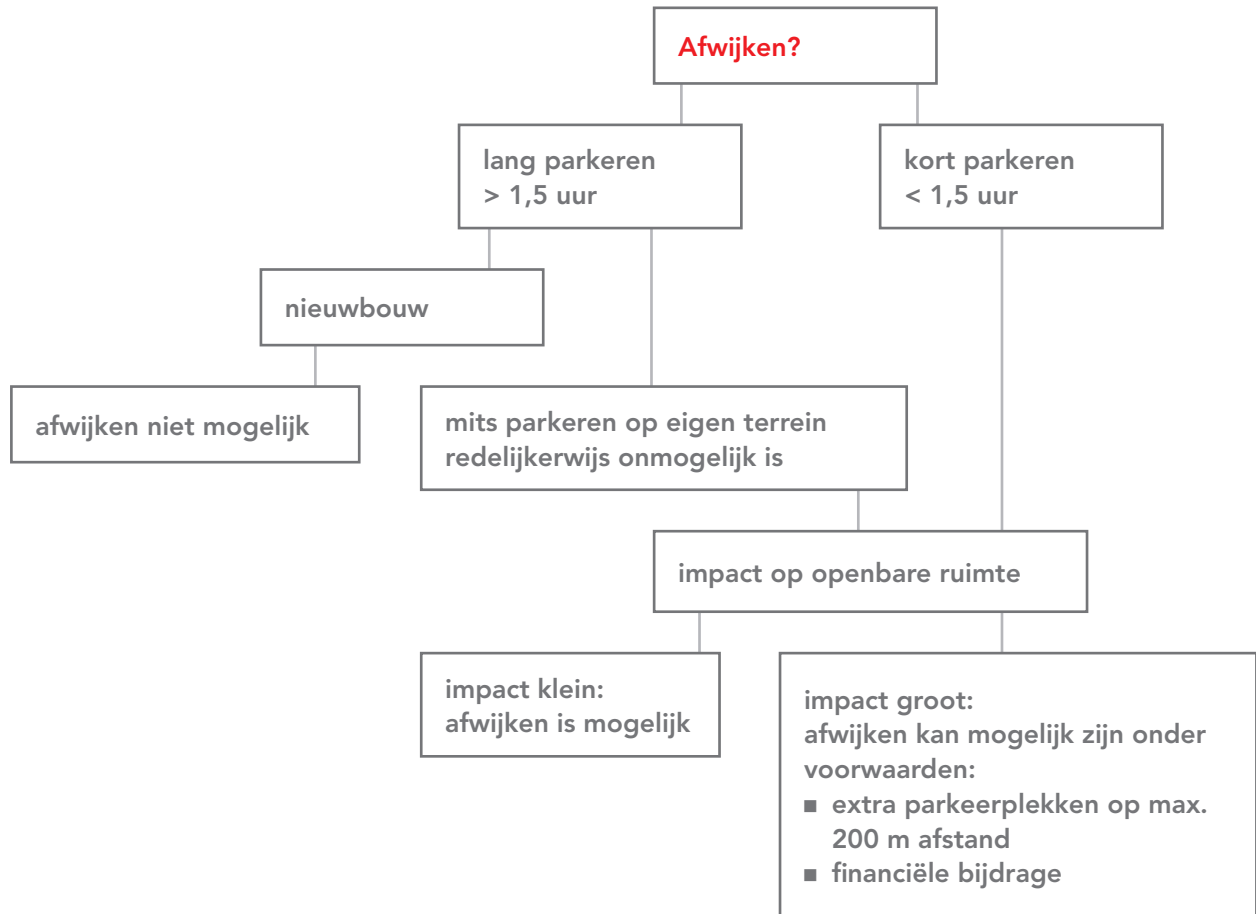 Afwijken?
lang parkeren
> 1,5 uur
kort parkeren
< 1,5 uur
nieuwbouw
afwijken niet mogelijk
mits parkeren op eigen terrein
redelijkerwijs onmogelijk is
impact op openbare ruimte
impact klein:
afwijken is mogelijk
impact groot:
afwijken kan mogelijk zijn onder
voorwaarden:
■ extra parkeerplekken op max.
200 m afstand
■ financiële bijdrage